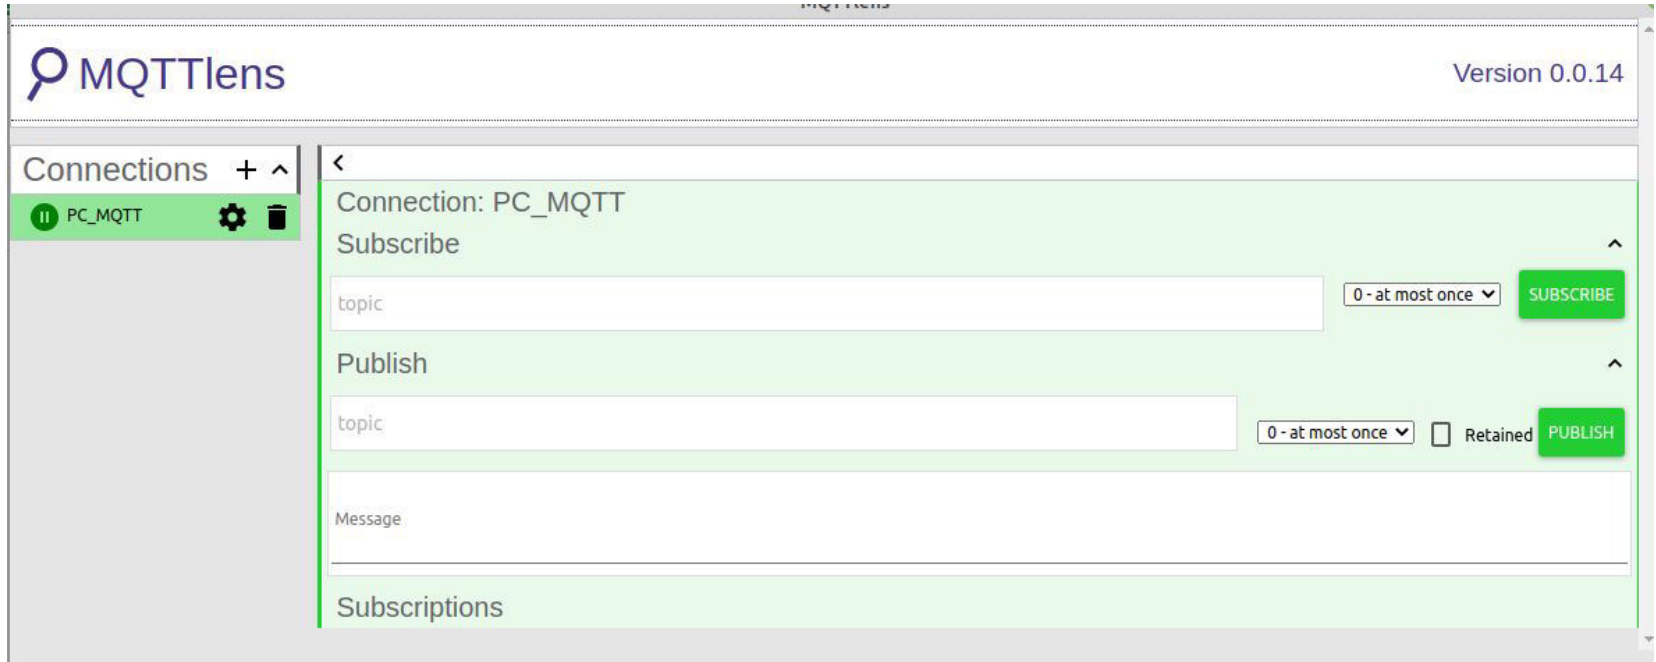 MQTTlens
MQTTlens
Version 0.0.14
Connections
PC_MQTT
Connection: PC_MQTT
Subscribe
topic
0 - at most once
SUBSCRIBE
Publish
topic
0 - at most once
Retained
PUBLISH
Message
Subscriptions